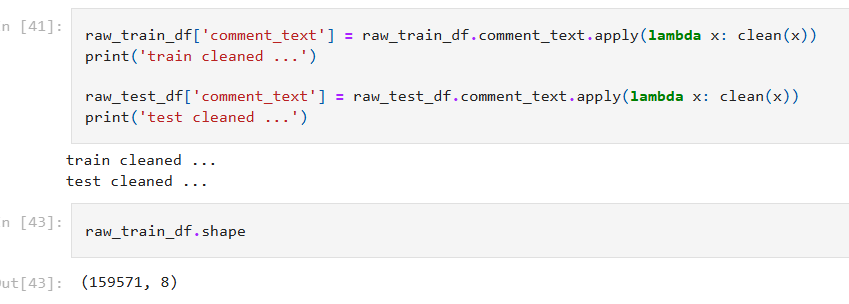 n [41]:
raw_train_df['comment_text'] = raw_train_df.comment_text.apply(lambda x: clean(x))
print('train cleaned ...')
raw_test_df['comment_text'] = raw_test_df.comment_text.apply(lambda x: clean(x))
print('test cleaned ...')
train cleaned ...
test cleaned ...
n [43]:
raw_train_df.shape
ut[43]: (159571, 8)